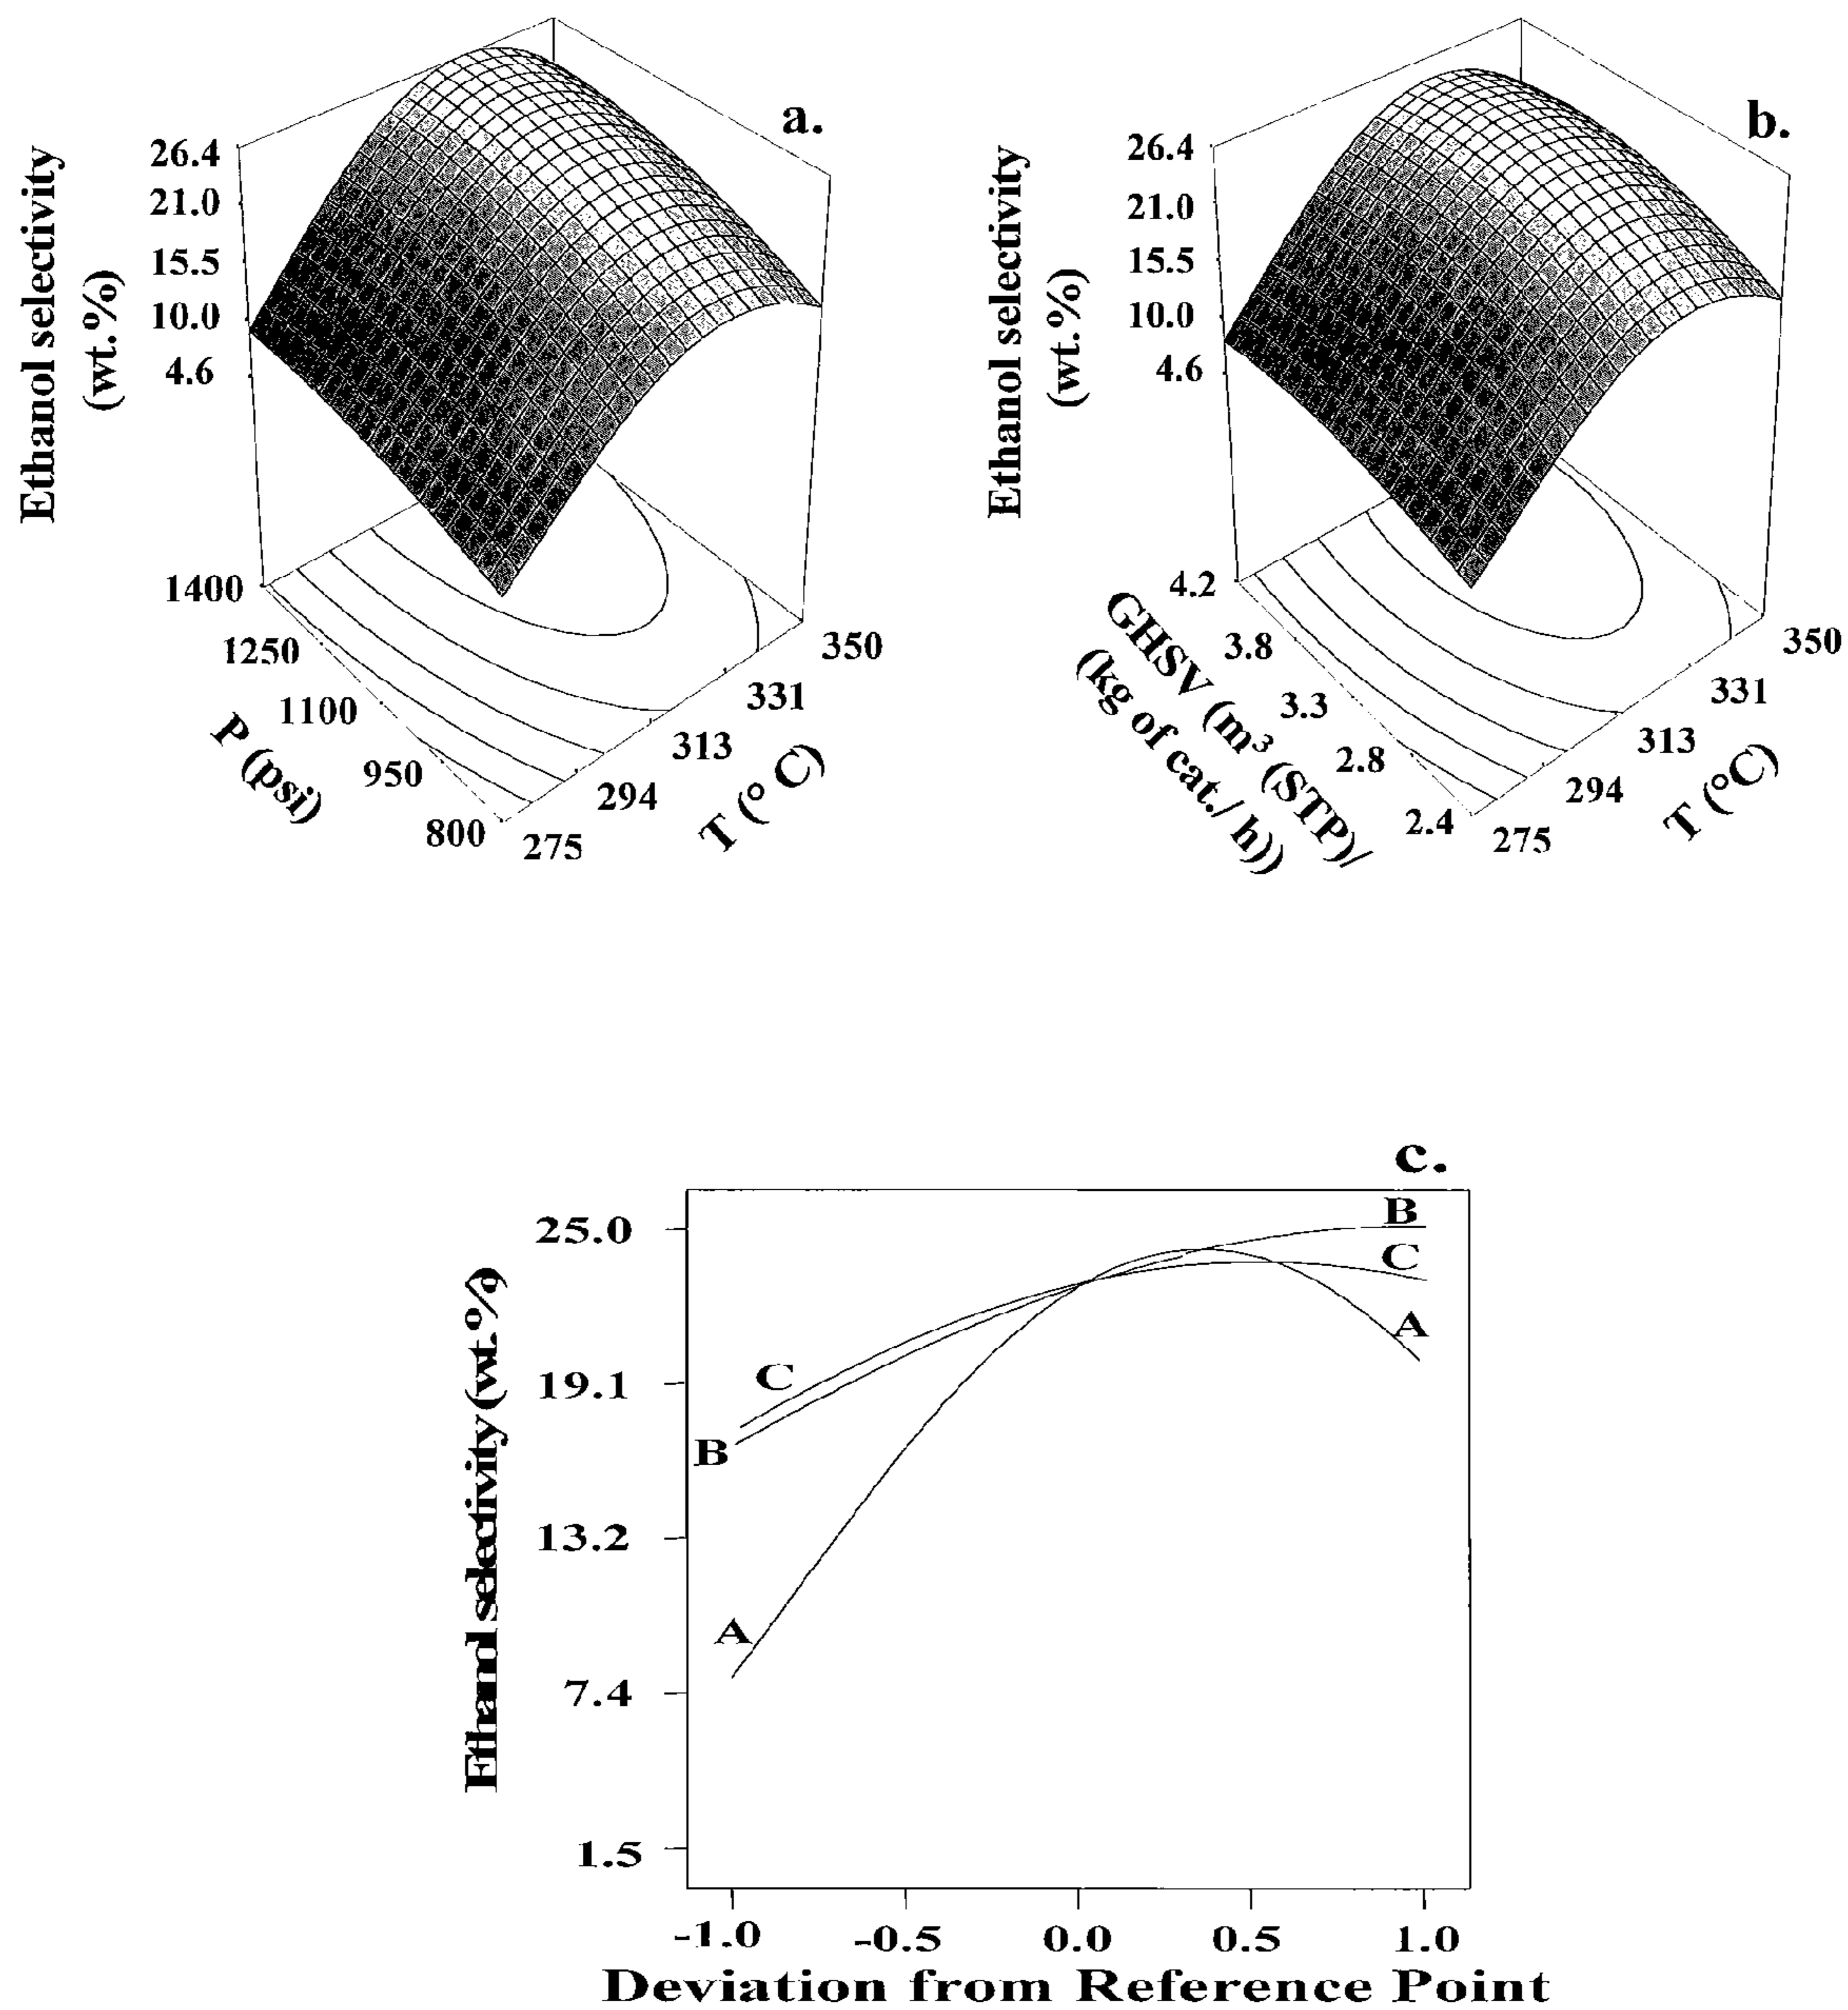 a.
Ethanol selectivity
(wt.%)
26.4
21.0
15.5
10.0
4.6
1400
1250
1100
950
800
P (psi)
275
294
313
331
350
T (° C)
b.
Ethanol selectivity
(wt.%)
26.4
21.0
15.5
10.0
4.6
4.2
3.8
3.3
2.8
2.4
GHSV (m³ (STP)/
(kg of cat./ h))
275
294
313
331
350
T (°C)
c.
Ethanol selectivity (wt.%)
25.0
19.1
13.2
7.4
1.5
B
C
A
C
B
A
-1.0
-0.5
0.0
0.5
1.0
Deviation from Reference Point